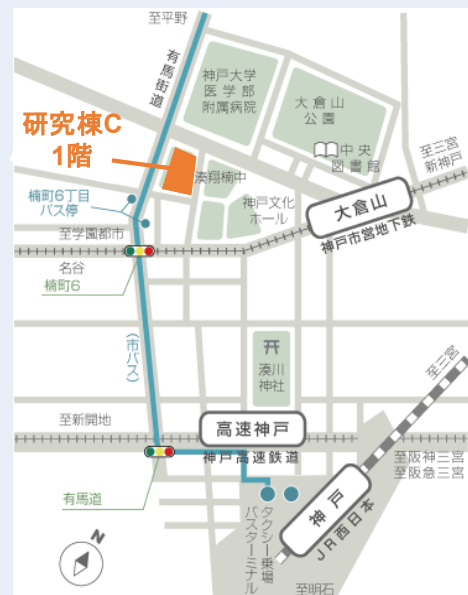 至平野
有馬街道
神戸大学
医学部
附属病院
大倉山
公園
研究棟C
1階
湊翔楠中
中央
図書館
至三宮
新神戸
楠町6丁目
バス停
神戸文化
ホール
大倉山
神戸市営地下鉄
至学園都市
名谷
楠町6
(市バス)
湊川
神社
至三宮
至新開地
高速神戸
神戸高速鉄道
至阪神三宮
至阪急三宮
有馬道
神戸
JR西日本
タクシー乗場
バスターミナル
至明石
N